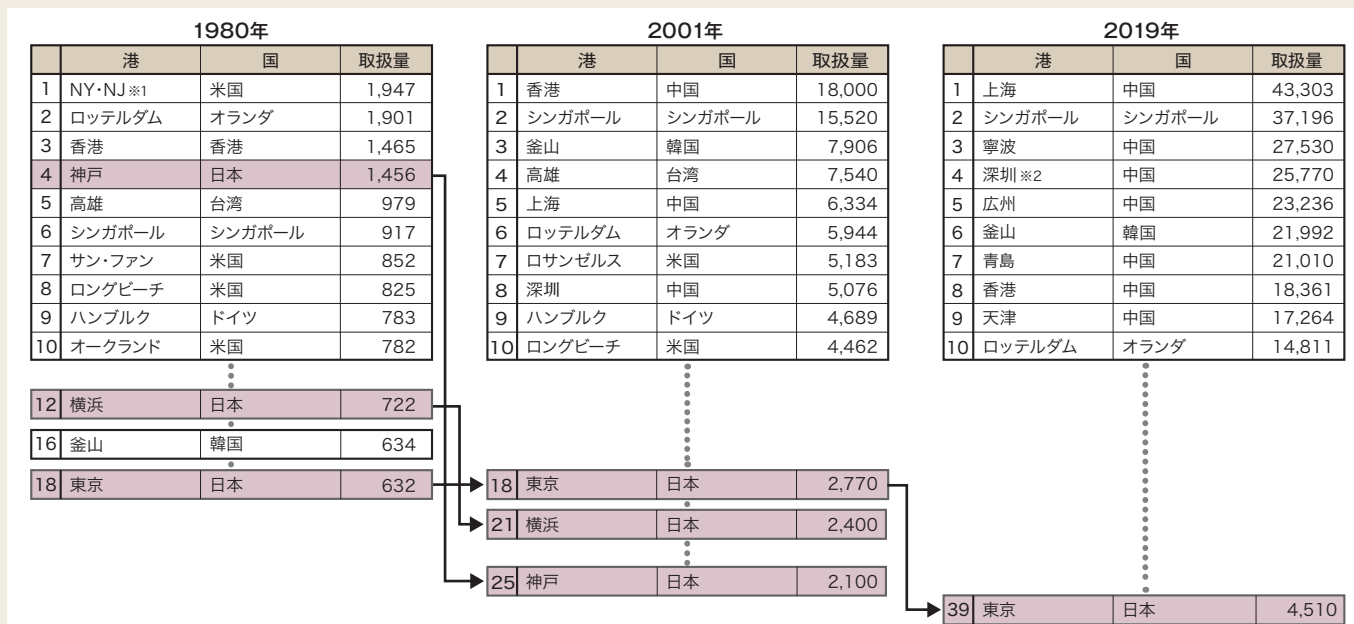 1980年
港 国 取扱量
1 NY・NJ※1 米国 1,947
2 ロッテルダム オランダ 1,901
3 香港 香港 1,465
4 神戸 日本 1,456
5 高雄 台湾 979
6 シンガポール シンガポール 917
7 サン・ファン 米国 852
8 ロングビーチ 米国 825
9 ハンブルク ドイツ 783
10 オークランド 米国 782
12 横浜 日本 722
16 釜山 韓国 634
18 東京 日本 632
2001年
港 国 取扱量
1 香港 中国 18,000
2 シンガポール シンガポール 15,520
3 釜山 韓国 7,906
4 高雄 台湾 7,540
5 上海 中国 6,334
6 ロッテルダム オランダ 5,944
7 ロサンゼルス 米国 5,183
8 深圳 中国 5,076
9 ハンブルク ドイツ 4,689
10 ロングビーチ 米国 4,462
18 東京 日本 2,770
21 横浜 日本 2,400
25 神戸 日本 2,100
2019年
港 国 取扱量
1 上海 中国 43,303
2 シンガポール シンガポール 37,196
3 寧波 中国 27,530
4 深圳※2 中国 25,770
5 広州 中国 23,236
6 釜山 韓国 21,992
7 青島 中国 21,010
8 香港 中国 18,361
9 天津 中国 17,264
10 ロッテルダム オランダ 14,811
39 東京 日本 4,510